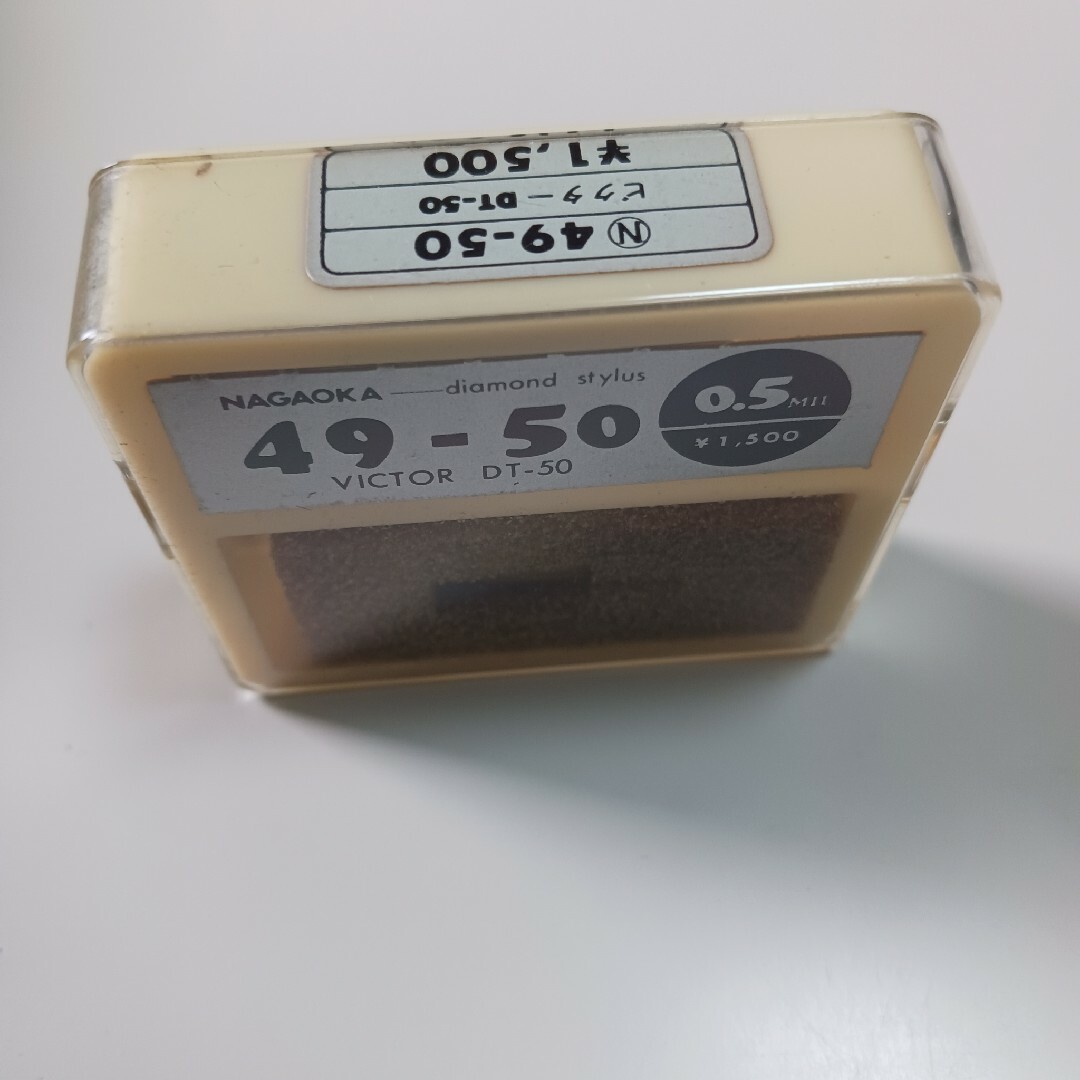 Ⓝ 49-50
ビクター DT-50
¥1,500
NAGAOKA — diamond stylus
49-50
VICTOR DT-50
0.5 MIL
¥1,500